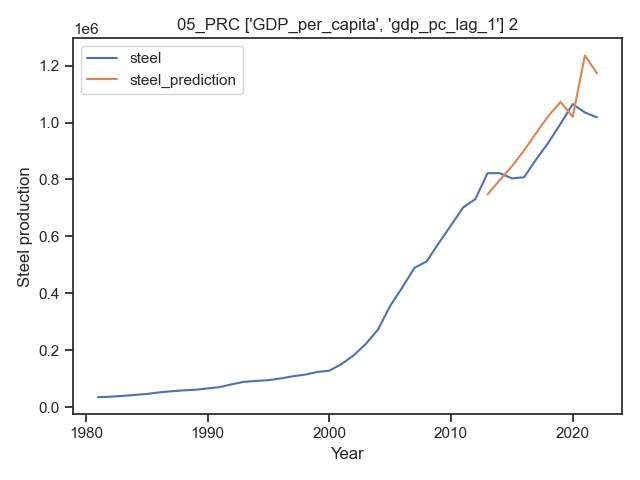 05_PRC ['GDP_per_capita', 'gdp_pc_lag_1'] 2
1e6
steel
steel_prediction
1.2
1.0
0.8
0.6
0.4
0.2
0.0
Steel production
1980
1990
2000
2010
2020
Year